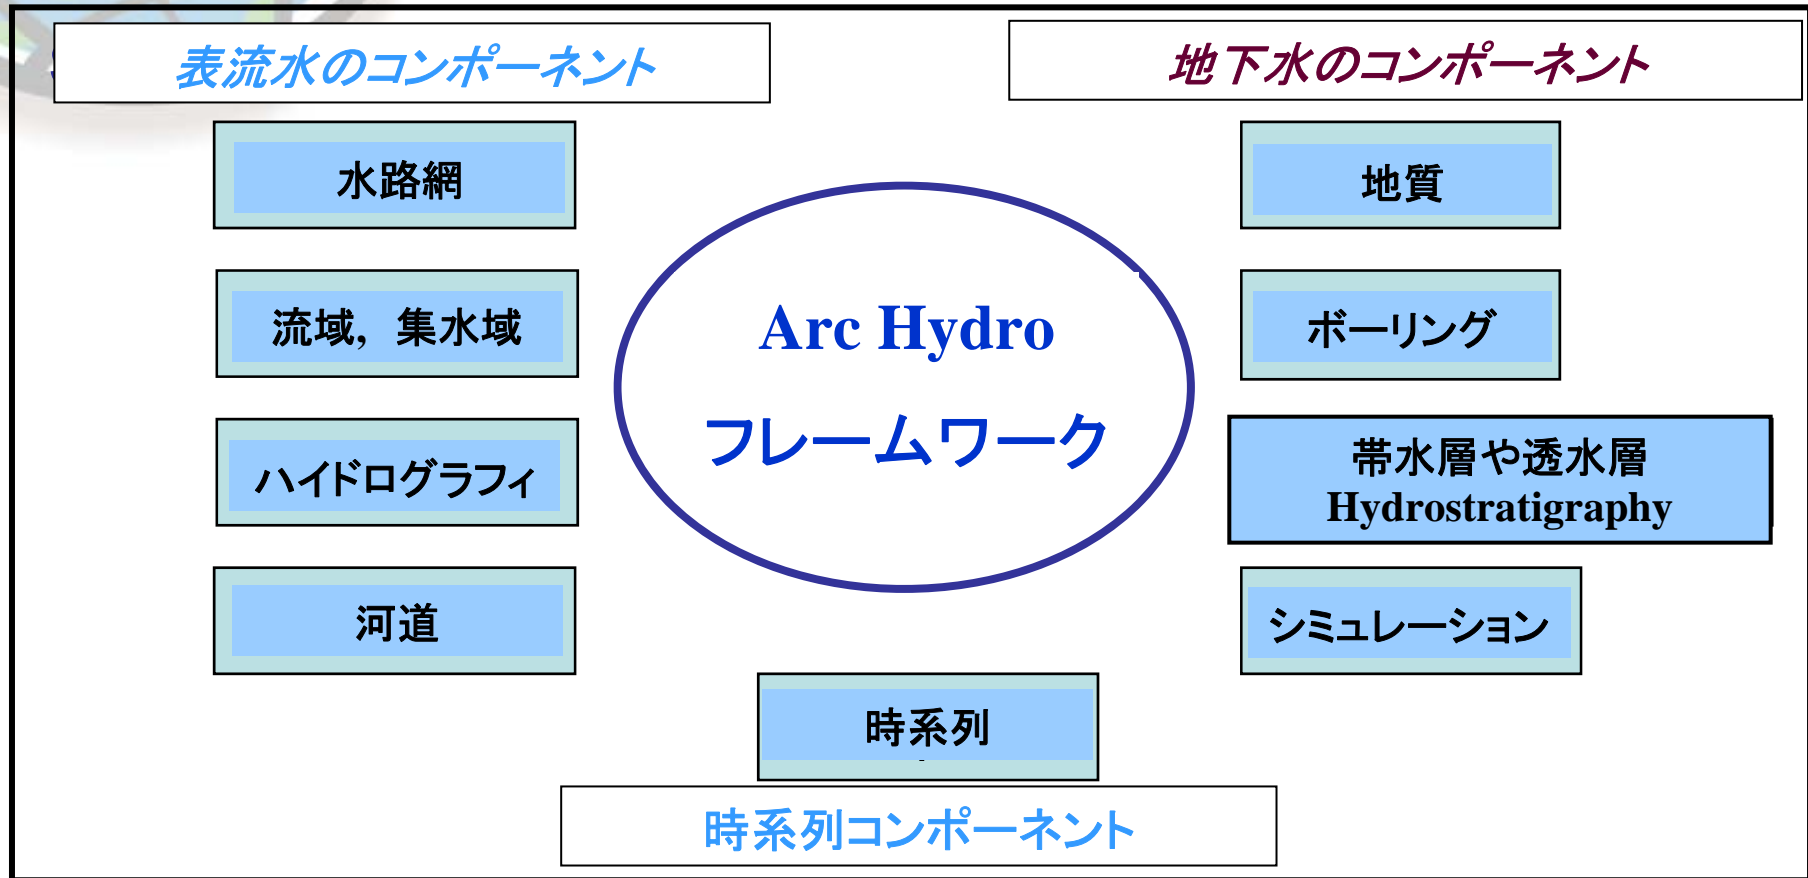 表流水のコンポーネント
地下水のコンポーネント
水路網
流域，集水域
ハイドログラフィ
河道
Arc Hydro
フレームワーク
地質
ボーリング
帯水層や透水層
Hydrostratigraphy
シミュレーション
時系列
時系列コンポーネント